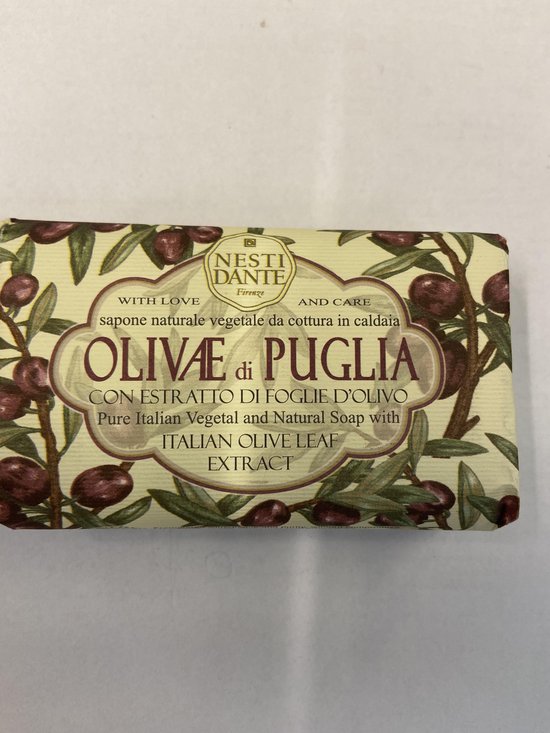 NESTI
DANTE
Firenze
WITH LOVE AND CARE
sapone naturale vegetale da cottura in caldaia
OLIVÆ di PUGLIA
CON ESTRATTO DI FOGLIE D'OLIVO
Pure Italian Vegetal and Natural Soap with
ITALIAN OLIVE LEAF
EXTRACT